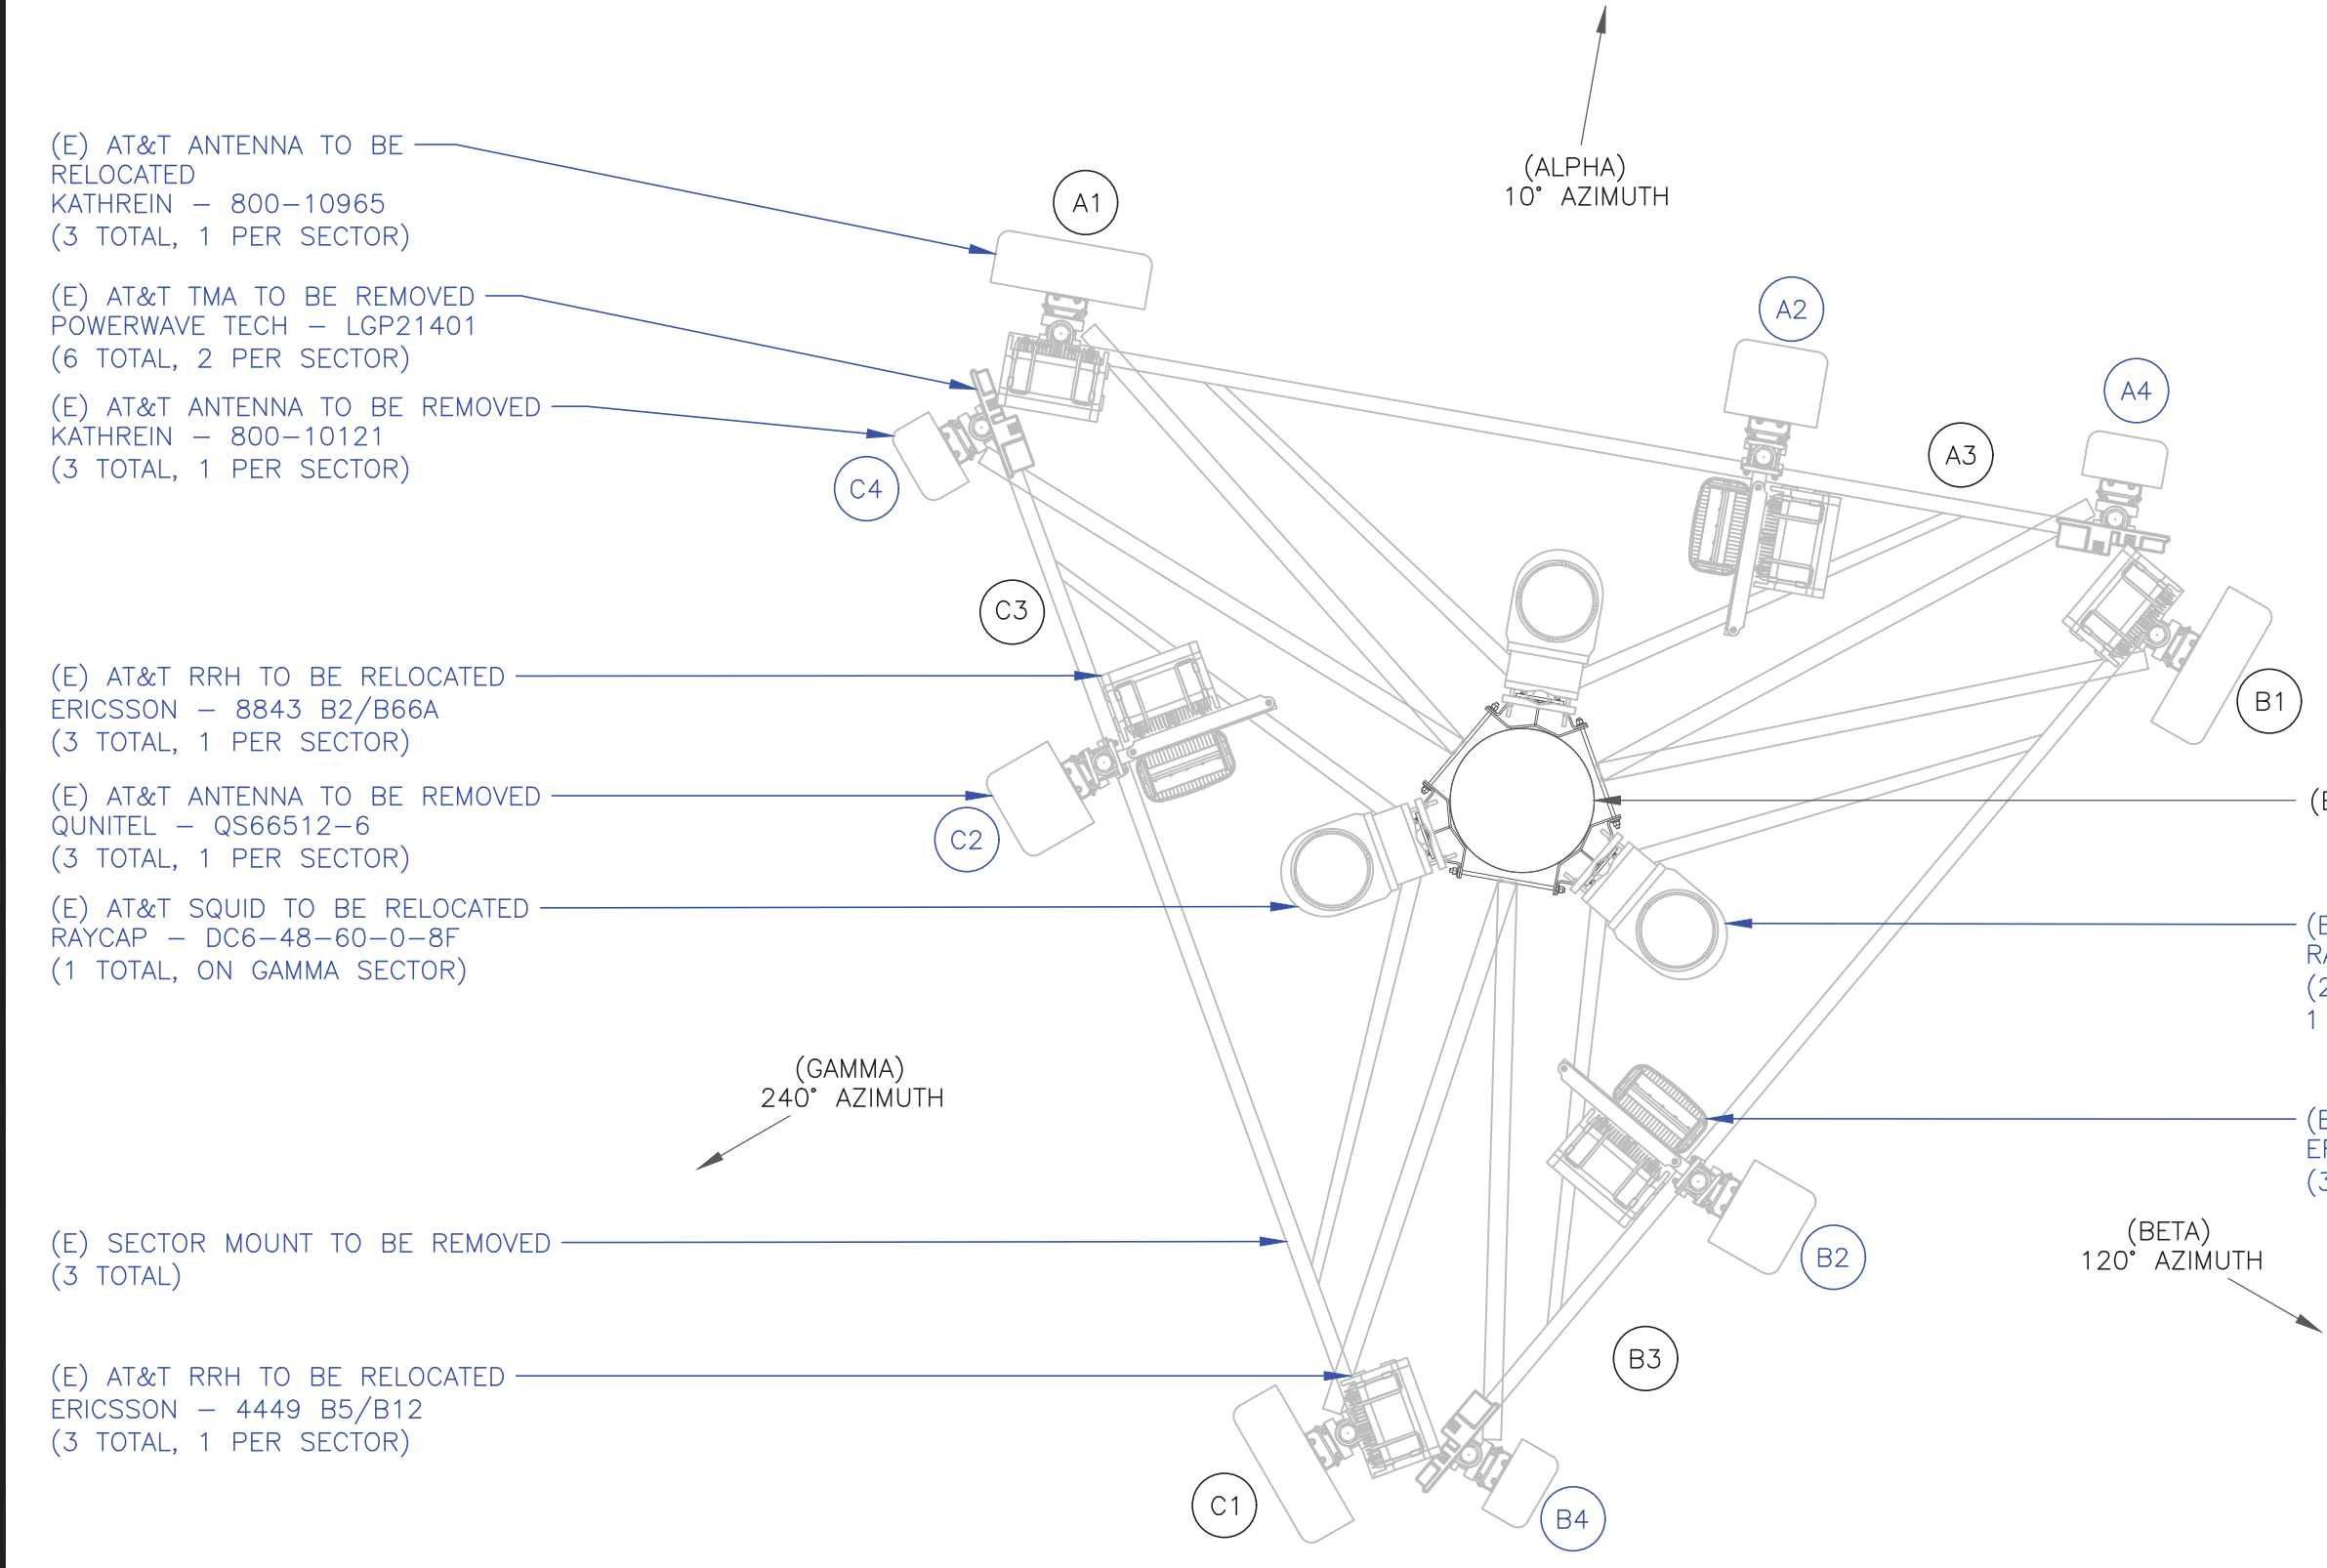 (E) AT&T ANTENNA TO BE
RELOCATED
KATHREIN – 800–10965
(3 TOTAL, 1 PER SECTOR)
(E) AT&T TMA TO BE REMOVED
POWERWAVE TECH – LGP21401
(6 TOTAL, 2 PER SECTOR)
(E) AT&T ANTENNA TO BE REMOVED
KATHREIN – 800–10121
(3 TOTAL, 1 PER SECTOR)
(E) AT&T RRH TO BE RELOCATED
ERICSSON – 8843 B2/B66A
(3 TOTAL, 1 PER SECTOR)
(E) AT&T ANTENNA TO BE REMOVED
QUNITEL – QS66512–6
(3 TOTAL, 1 PER SECTOR)
(E) AT&T SQUID TO BE RELOCATED
RAYCAP – DC6–48–60–0–8F
(1 TOTAL, ON GAMMA SECTOR)
(E) SECTOR MOUNT TO BE REMOVED
(3 TOTAL)
(E) AT&T RRH TO BE RELOCATED
ERICSSON – 4449 B5/B12
(3 TOTAL, 1 PER SECTOR)
(ALPHA)
10° AZIMUTH
A1
A2
A4
A3
C4
C3
B1
C2
(GAMMA)
240° AZIMUTH
(BETA)
120° AZIMUTH
B2
B3
C1
B4